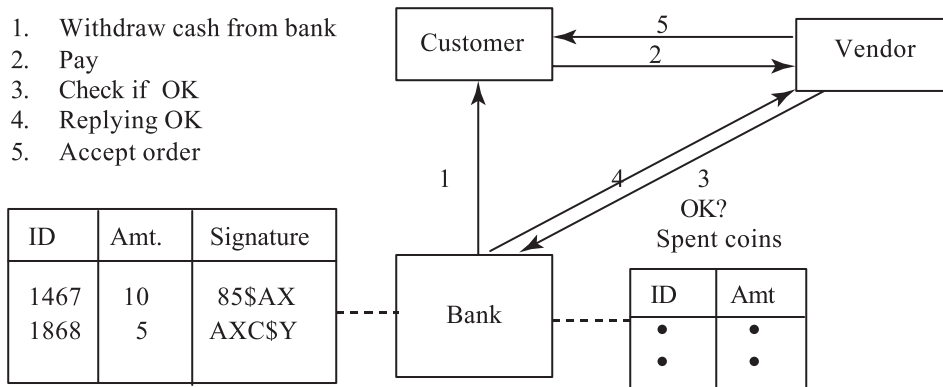 1. Withdraw cash from bank
2. Pay
3. Check if OK
4. Replying OK
5. Accept order
Customer
5
2
Vendor
1
4
3
OK?
Spent coins
ID Amt. Signature
1467 10 85$AX
1868 5 AXC$Y
Bank
ID Amt
• •
• •